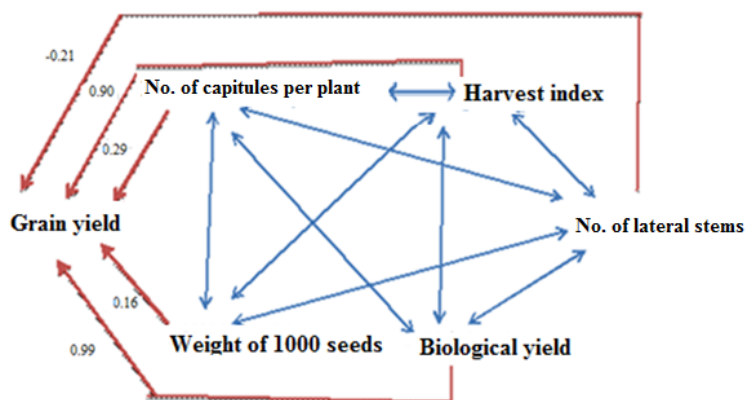 -0.21
0.90
No. of capitules per plant
Harvest index
0.29
Grain yield
No. of lateral stems
0.16
Weight of 1000 seeds
Biological yield
0.99